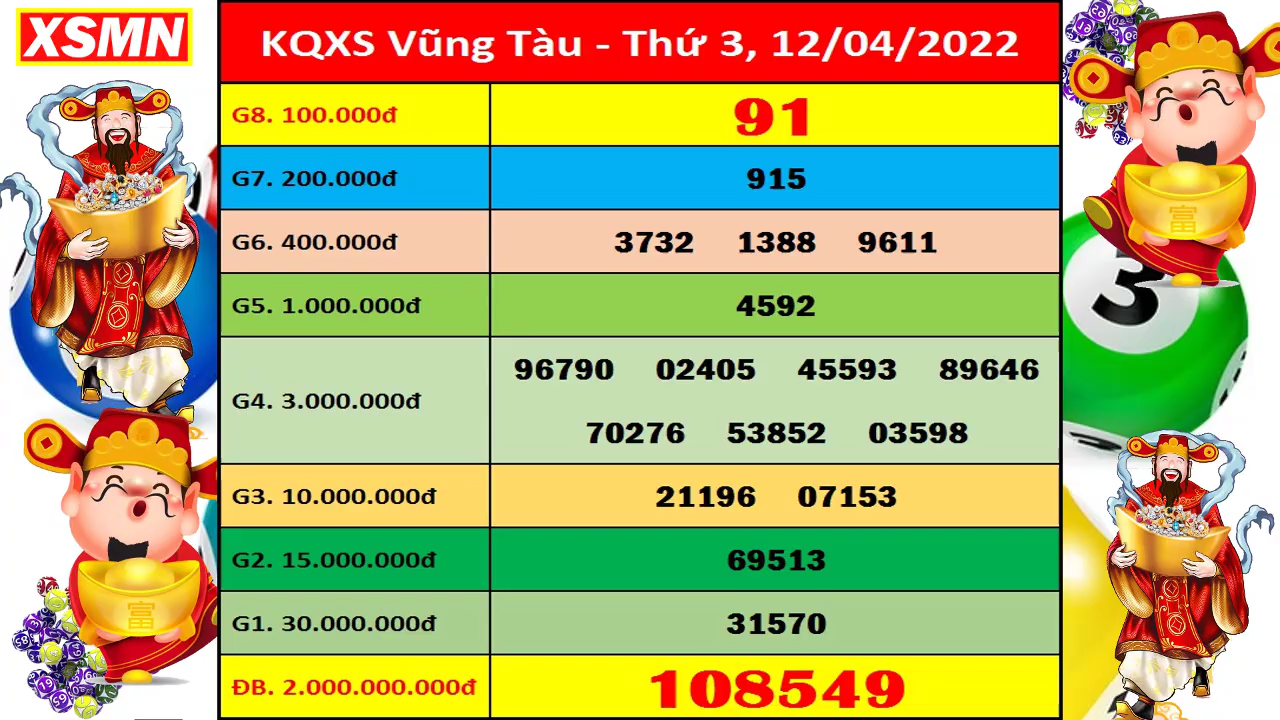 XSMN
KQXS Vũng Tàu - Thứ 3, 12/04/2022
G8. 100.000đ 91
G7. 200.000đ 915
G6. 400.000đ 3732 1388 9611
G5. 1.000.000đ 4592
G4. 3.000.000đ 96790 02405 45593 89646
70276 53852 03598
G3. 10.000.000đ 21196 07153
G2. 15.000.000đ 69513
G1. 30.000.000đ 31570
ĐB. 2.000.000.000đ 108549
富
3
富